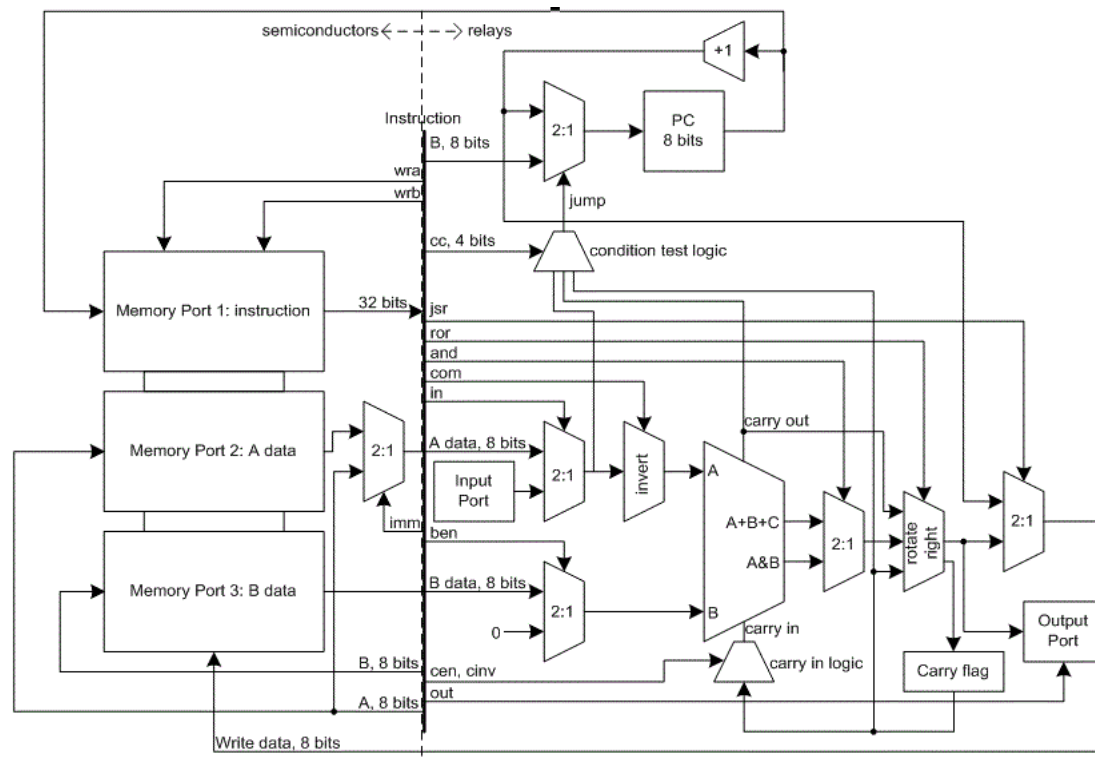 semiconductors
relays
+1
Instruction
B, 8 bits
2:1
PC
8 bits
wra
wrb
jump
cc, 4 bits
condition test logic
Memory Port 1: instruction
32 bits
jsr
ror
and
com
in
carry out
Memory Port 2: A data
2:1
A data, 8 bits
2:1
invert
A
Input
Port
A+B+C
2:1
rotate
right
2:1
imm
ben
A&B
Memory Port 3: B data
B data, 8 bits
2:1
B
0
carry in
Output
Port
B, 8 bits
cen, cinv
carry in logic
Carry flag
A, 8 bits
out
Write data, 8 bits